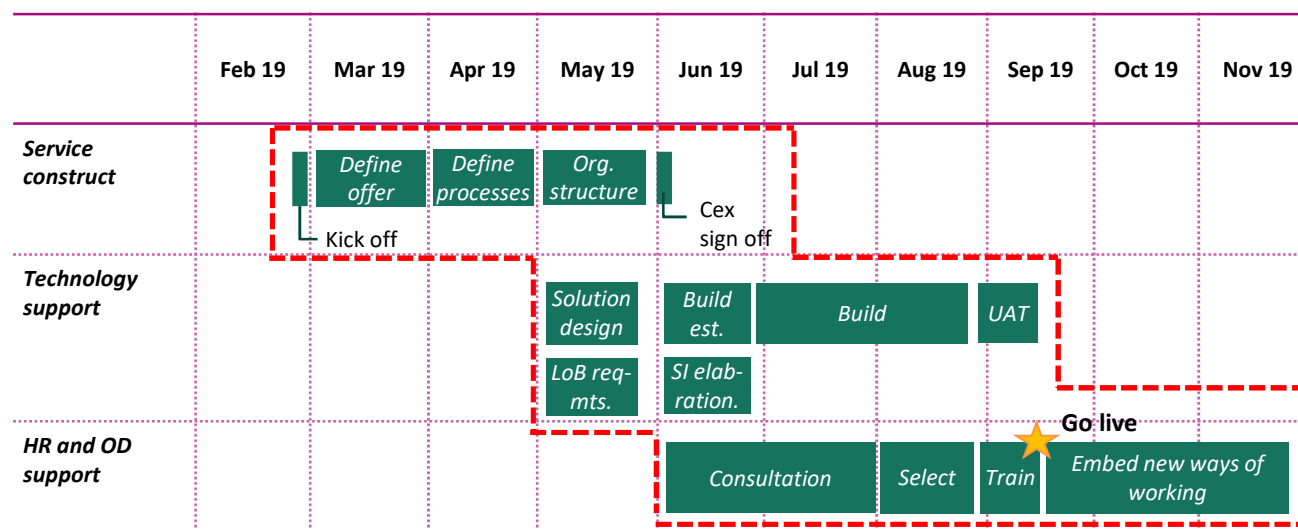 Feb 19
Mar 19
Apr 19
May 19
Jun 19
Jul 19
Aug 19
Sep 19
Oct 19
Nov 19
Service
construct
Define
offer
Define
processes
Org.
structure
Kick off
Cex
sign off
Technology
support
Solution
design
Build
est.
Build
UAT
LoB req-
mts.
SI elab-
ration.
HR and OD
support
Go live
Consultation
Select
Train
Embed new ways of
working